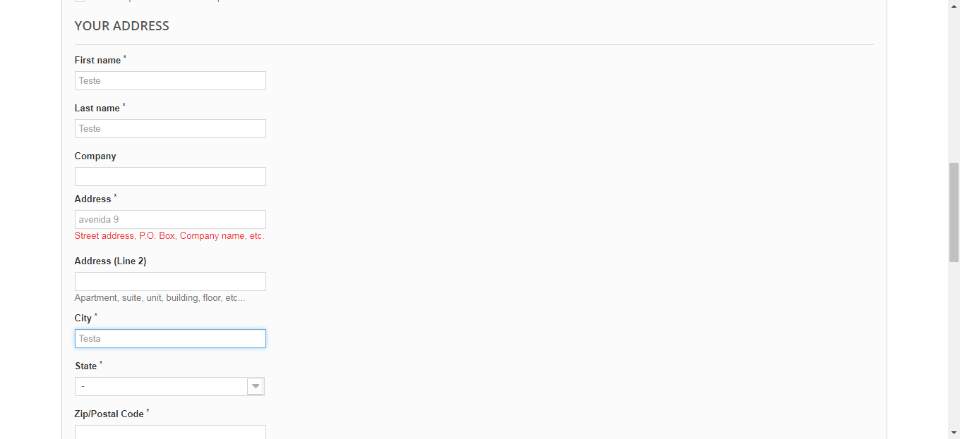 YOUR ADDRESS
First name *
Teste
Last name *
Teste
Company
Address *
avenida 9
Street address, P.O. Box, Company name, etc.
Address (Line 2)
Apartment, suite, unit, building, floor, etc...
City *
Testa
State *
-
Zip/Postal Code *